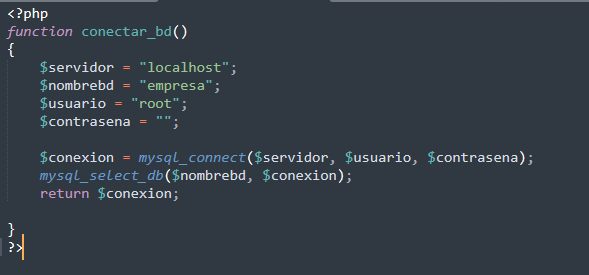 <?php
function conectar_bd()
{
    $servidor = "localhost";
    $nombrebd = "empresa";
    $usuario = "root";
    $contrasena = "";

    $conexion = mysql_connect($servidor, $usuario, $contrasena);
    mysql_select_db($nombrebd, $conexion);
    return $conexion;

}
?>